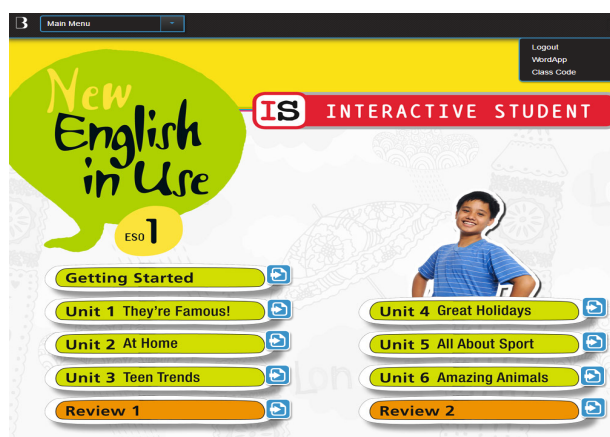 B
Main Menu
Logout
WordApp
Class Code
New
English
in Use
ESO 1
IS INTERACTIVE STUDENT
Getting Started
Unit 1 They're Famous!
Unit 2 At Home
Unit 3 Teen Trends
Review 1
Unit 4 Great Holidays
Unit 5 All About Sport
Unit 6 Amazing Animals
Review 2